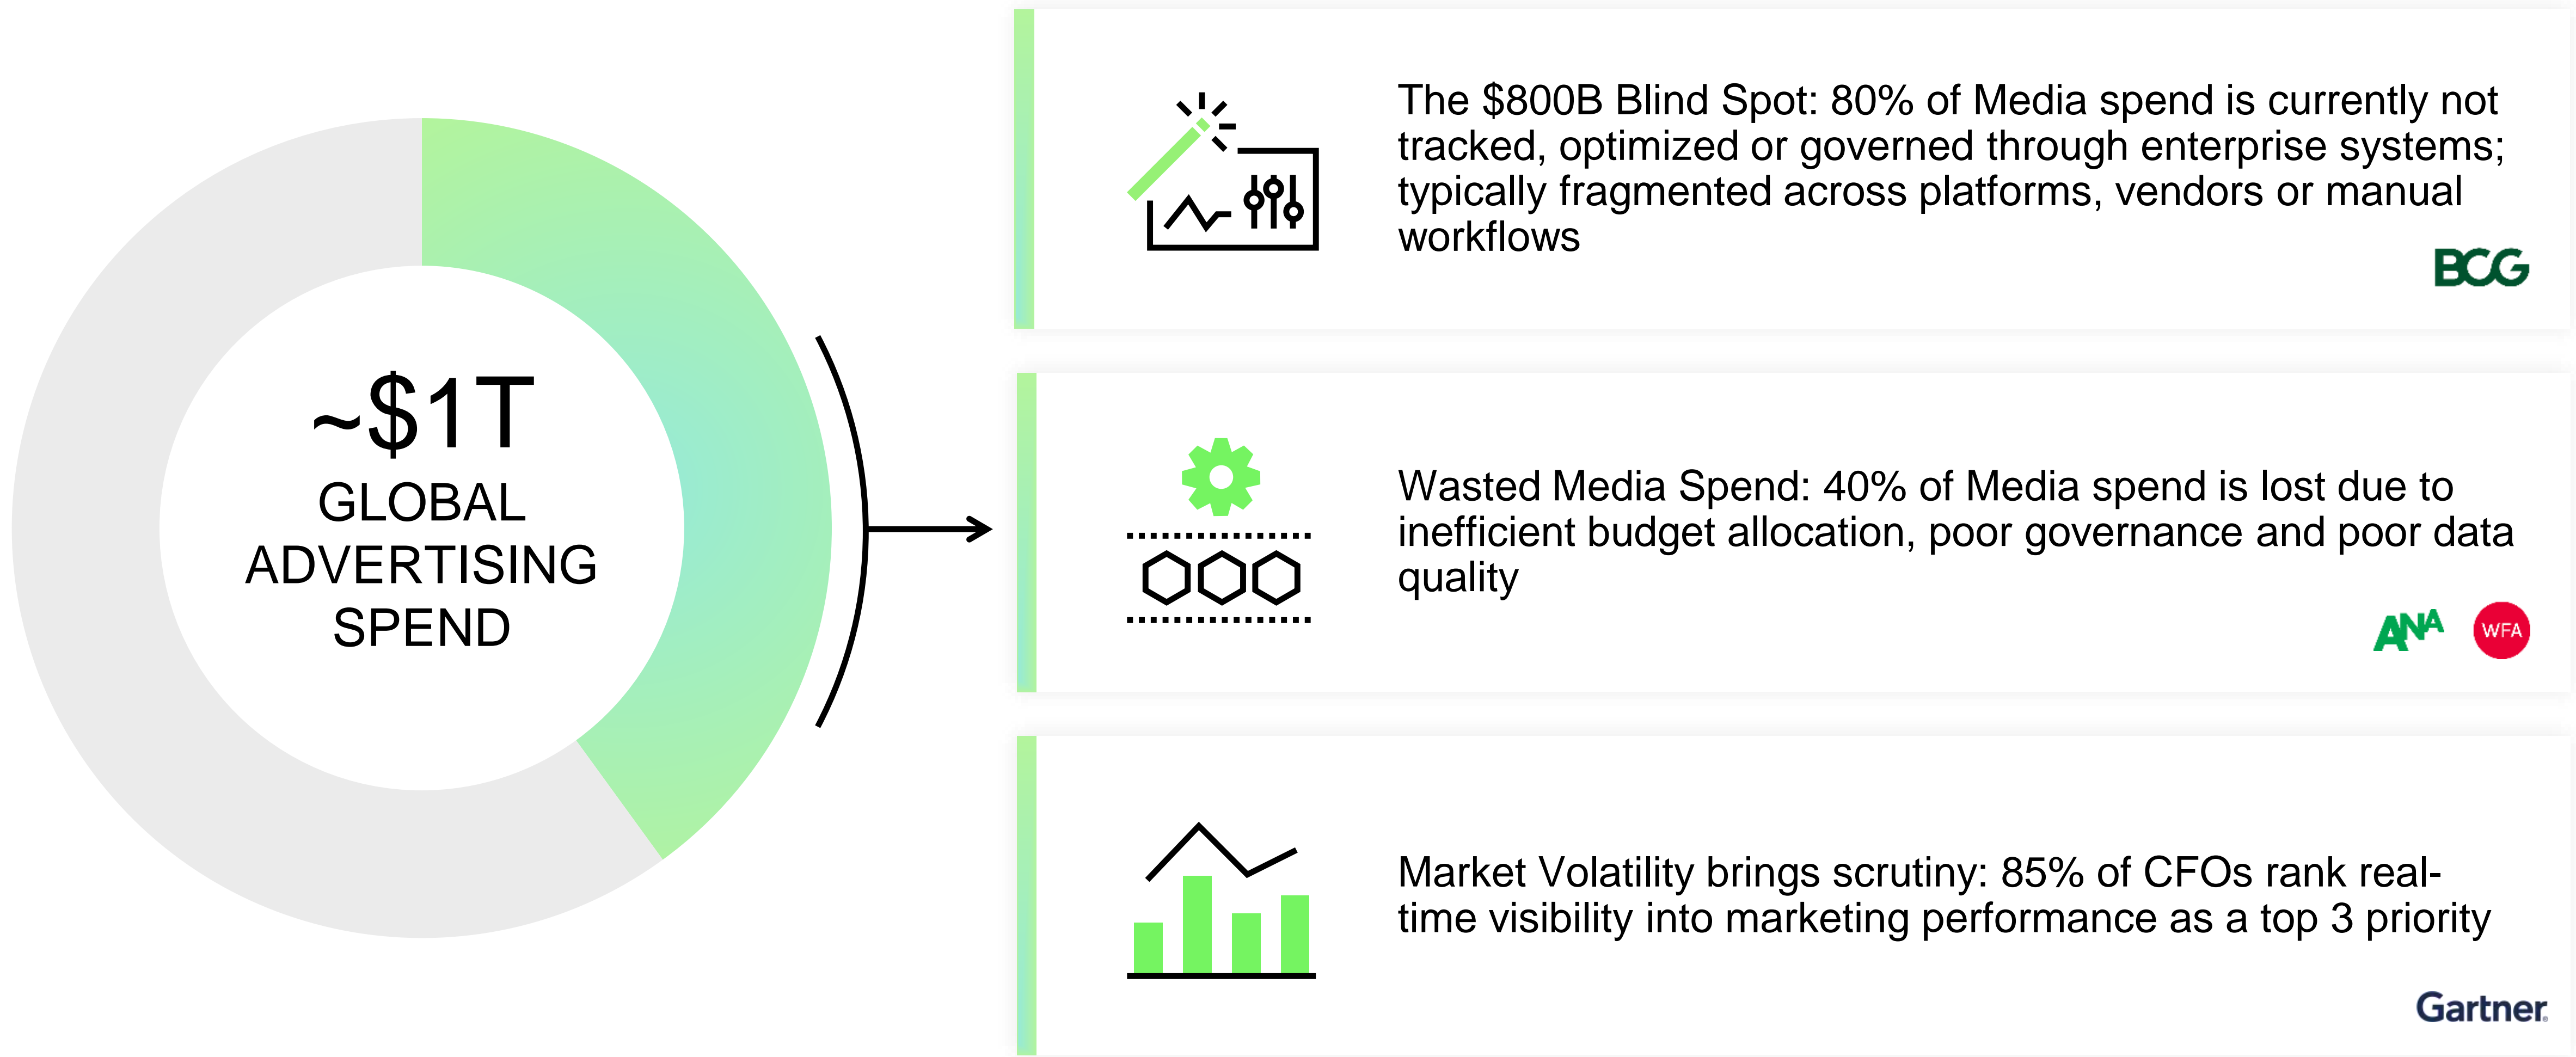 ~$1T
GLOBAL
ADVERTISING
SPEND
The $800B Blind Spot: 80% of Media spend is currently not
tracked, optimized or governed through enterprise systems;
typically fragmented across platforms, vendors or manual
workflows
BCG
Wasted Media Spend: 40% of Media spend is lost due to
inefficient budget allocation, poor governance and poor data
quality
ANA
WFA
Market Volatility brings scrutiny: 85% of CFOs rank real-
time visibility into marketing performance as a top 3 priority
Gartner